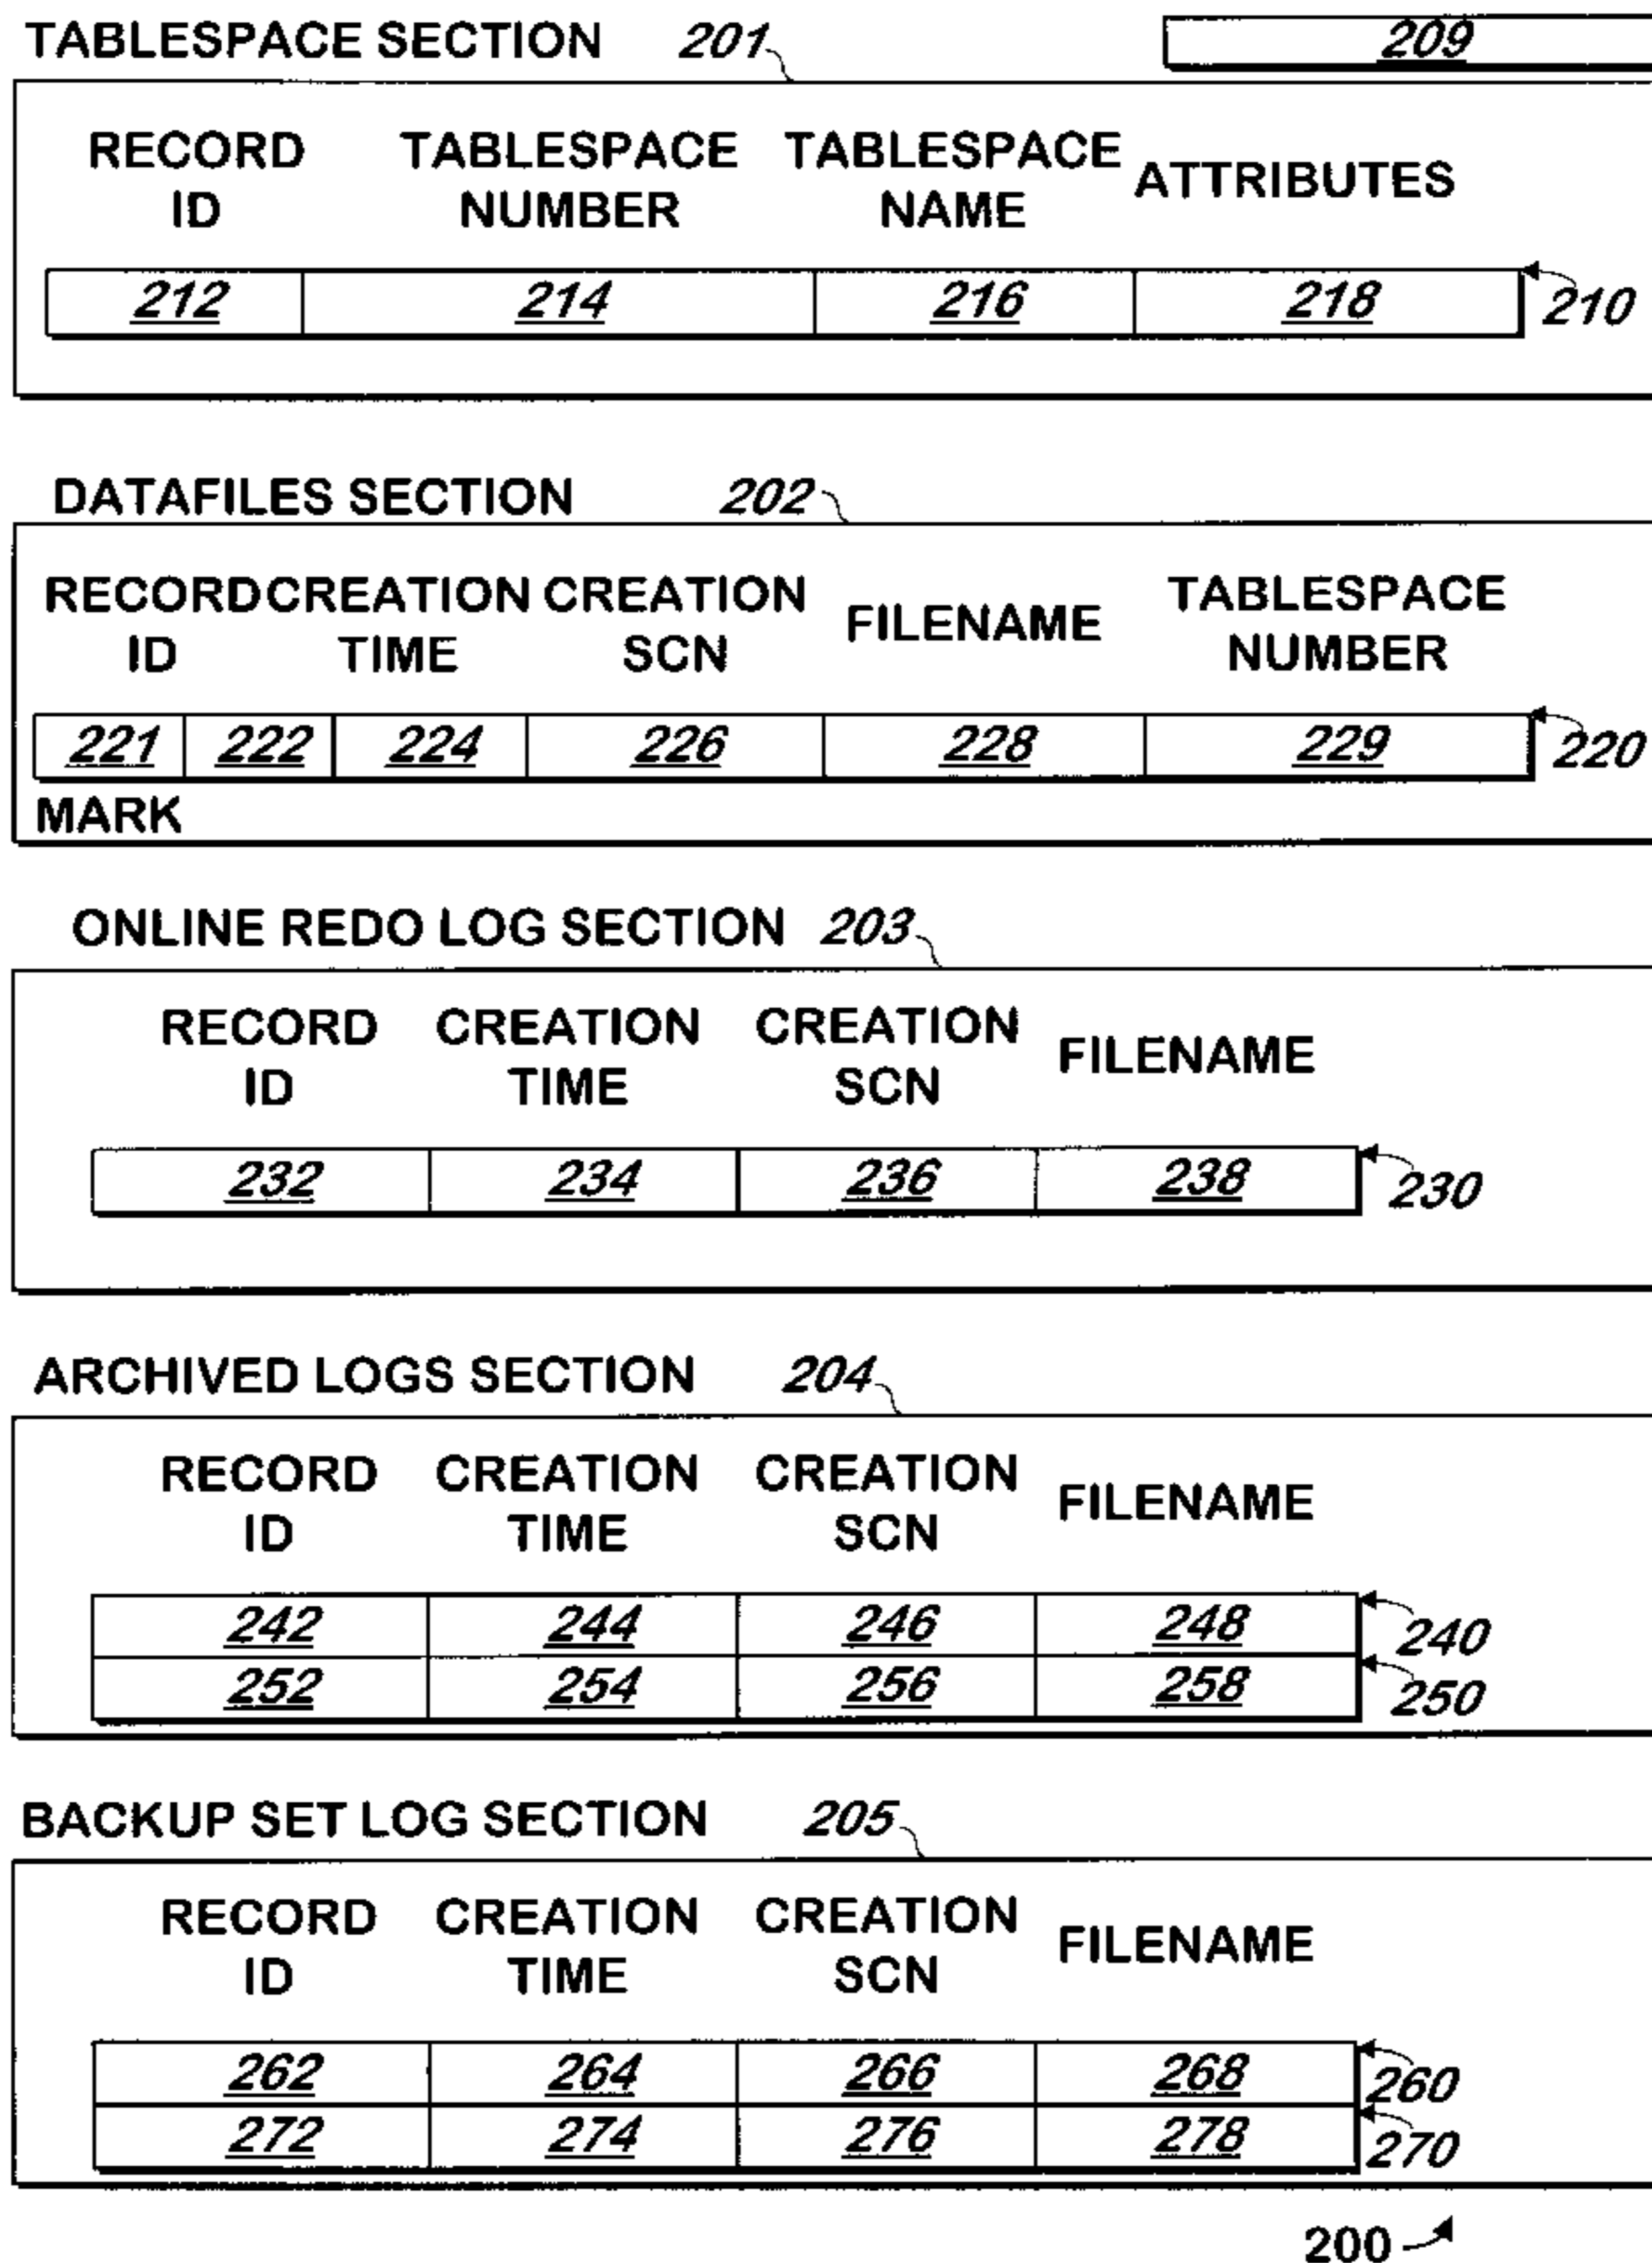 TABLESPACE SECTION 201 209
RECORD TABLESPACE TABLESPACE ATTRIBUTES
ID NUMBER NAME
212 214 216 218 210
DATAFILES SECTION 202
RECORD CREATION CREATION FILENAME TABLESPACE
ID TIME SCN NUMBER
221 222 224 226 228 229 220
MARK
ONLINE REDO LOG SECTION 203
RECORD CREATION CREATION FILENAME
ID TIME SCN
232 234 236 238 230
ARCHIVED LOGS SECTION 204
RECORD CREATION CREATION FILENAME
ID TIME SCN
242 244 246 248 240
252 254 256 258 250
BACKUP SET LOG SECTION 205
RECORD CREATION CREATION FILENAME
ID TIME SCN
262 264 266 268 260
272 274 276 278 270
200